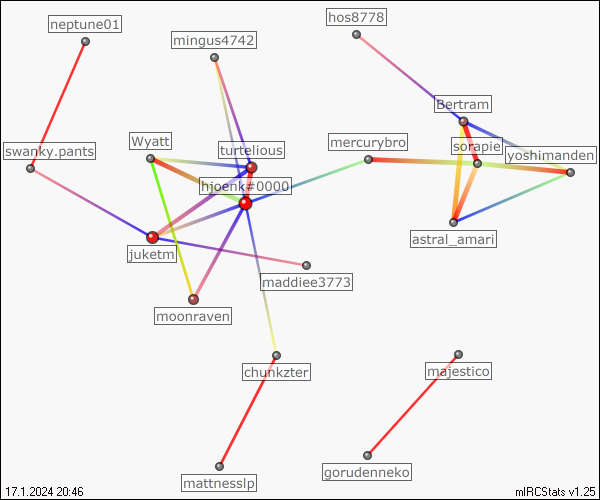 hos8778
neptune01
mingus4742
Bertram
Wyatt
mercurybro
sorapie
swanky.pants
turtelious
yoshimanden
hjoenk#0000
astral_amari
juketm
maddiee3773
moonraven
chunkzter
majestico
gorudenneko
mattnesslp
17.1.2024 20:46
mIRCStats v1.25